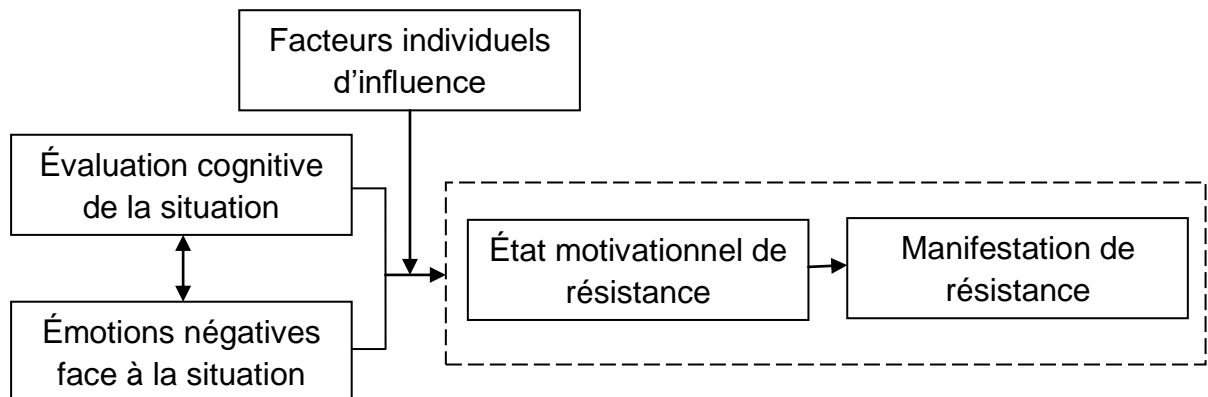 Facteurs individuels
d’influence
Évaluation cognitive
de la situation
État motivationnel de
résistance
Manifestation de
résistance
Émotions négatives
face à la situation